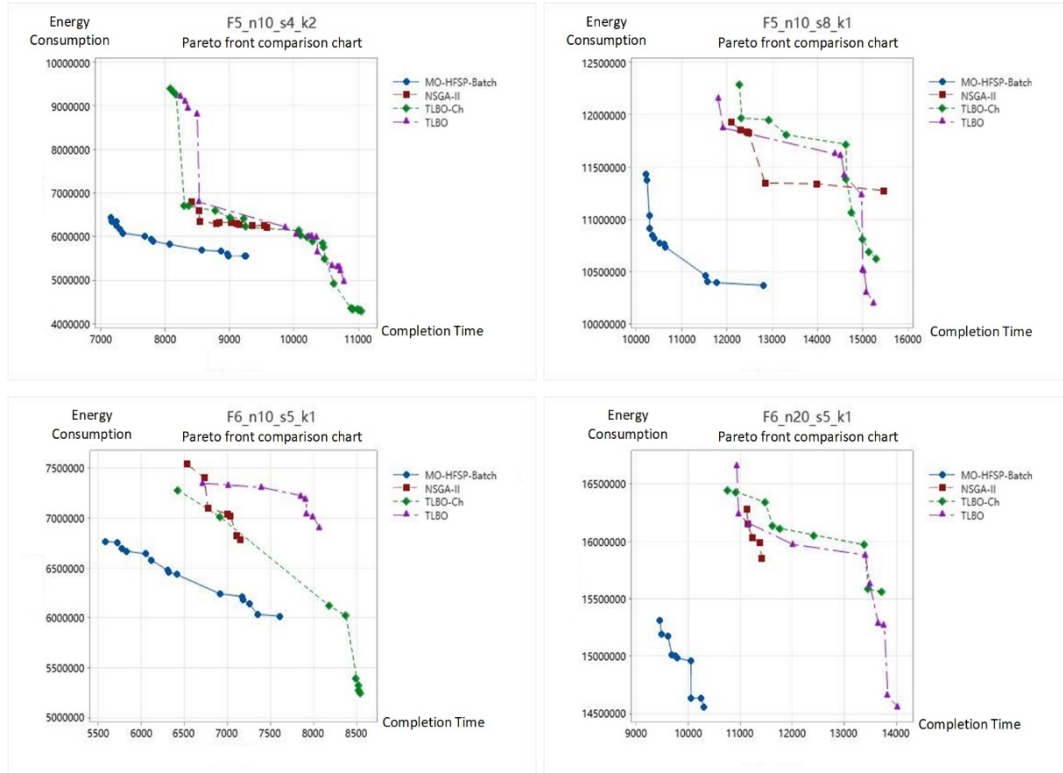 Energy
Consumption
F5_n10_s4_k2
Pareto front comparison chart
10000000
9000000
8000000
7000000
6000000
5000000
4000000
7000
8000
9000
10000
11000
Completion Time
MO-HFSP-Batch
NSGA-II
TLBO-Ch
TLBO
Energy
Consumption
F5_n10_s8_k1
Pareto front comparison chart
12500000
12000000
11500000
11000000
10500000
10000000
10000
11000
12000
13000
14000
15000
16000
Completion Time
MO-HFSP-Batch
NSGA-II
TLBO-Ch
TLBO
Energy
Consumption
F6_n10_s5_k1
Pareto front comparison chart
7500000
7000000
6500000
6000000
5500000
5000000
5500
6000
6500
7000
7500
8000
8500
Completion Time
MO-HFSP-Batch
NSGA-II
TLBO-Ch
TLBO
Energy
Consumption
F6_n20_s5_k1
Pareto front comparison chart
16500000
16000000
15500000
15000000
14500000
9000
10000
11000
12000
13000
14000
Completion Time
MO-HFSP-Batch
NSGA-II
TLBO-Ch
TLBO